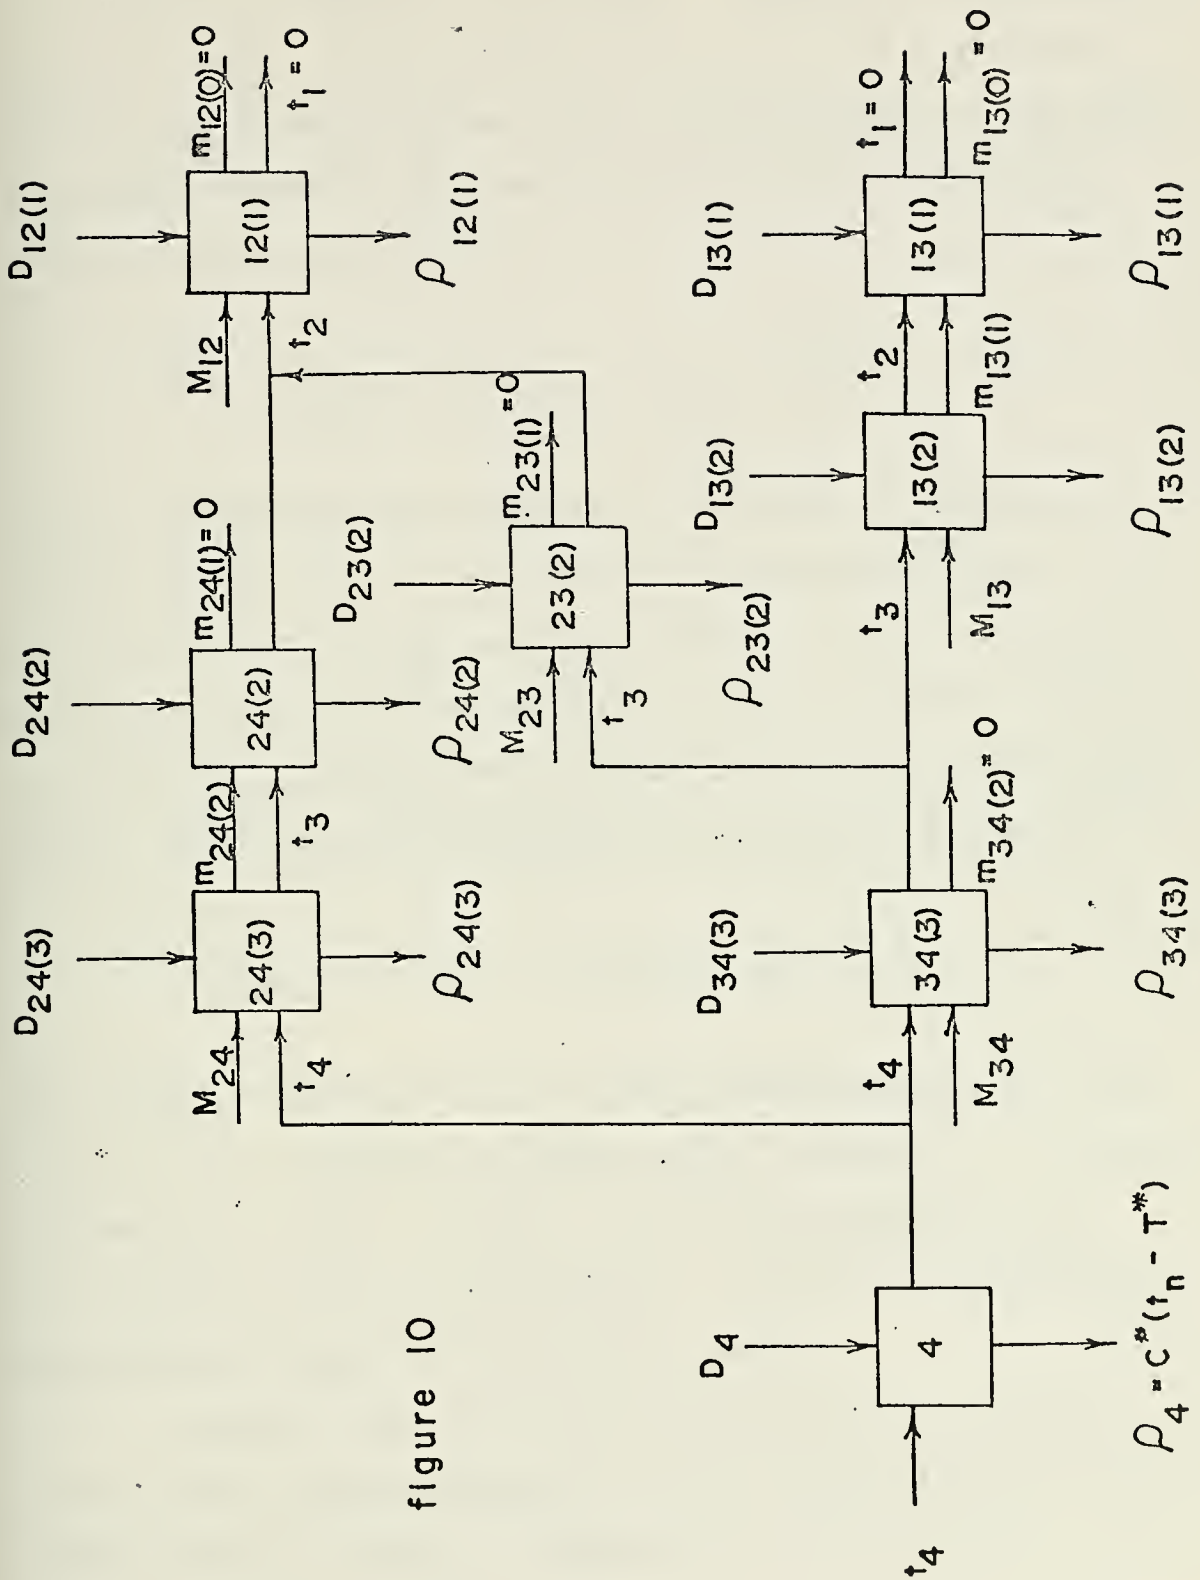 D24(3)
D24(2)
D12(1)
M24
t4
24(3)
m24(2)
t3
24(2)
m24(1) = 0
M12
t2
12(1)
m12(0) = 0
t1 = 0
ρ24(3)
ρ24(2)
ρ12(1)
D23(2)
M23
t3
23(2)
m23(1) = 0
ρ23(2)
figure 10
D4
D34(3)
D13(2)
D13(1)
t4
4
t4
M34
34(3)
m34(2) = 0
t3
M13
13(2)
t2
m13(1)
13(1)
t1 = 0
m13(0) = 0
ρ4 = C*(tn - T*)
ρ34(3)
ρ13(2)
ρ13(1)